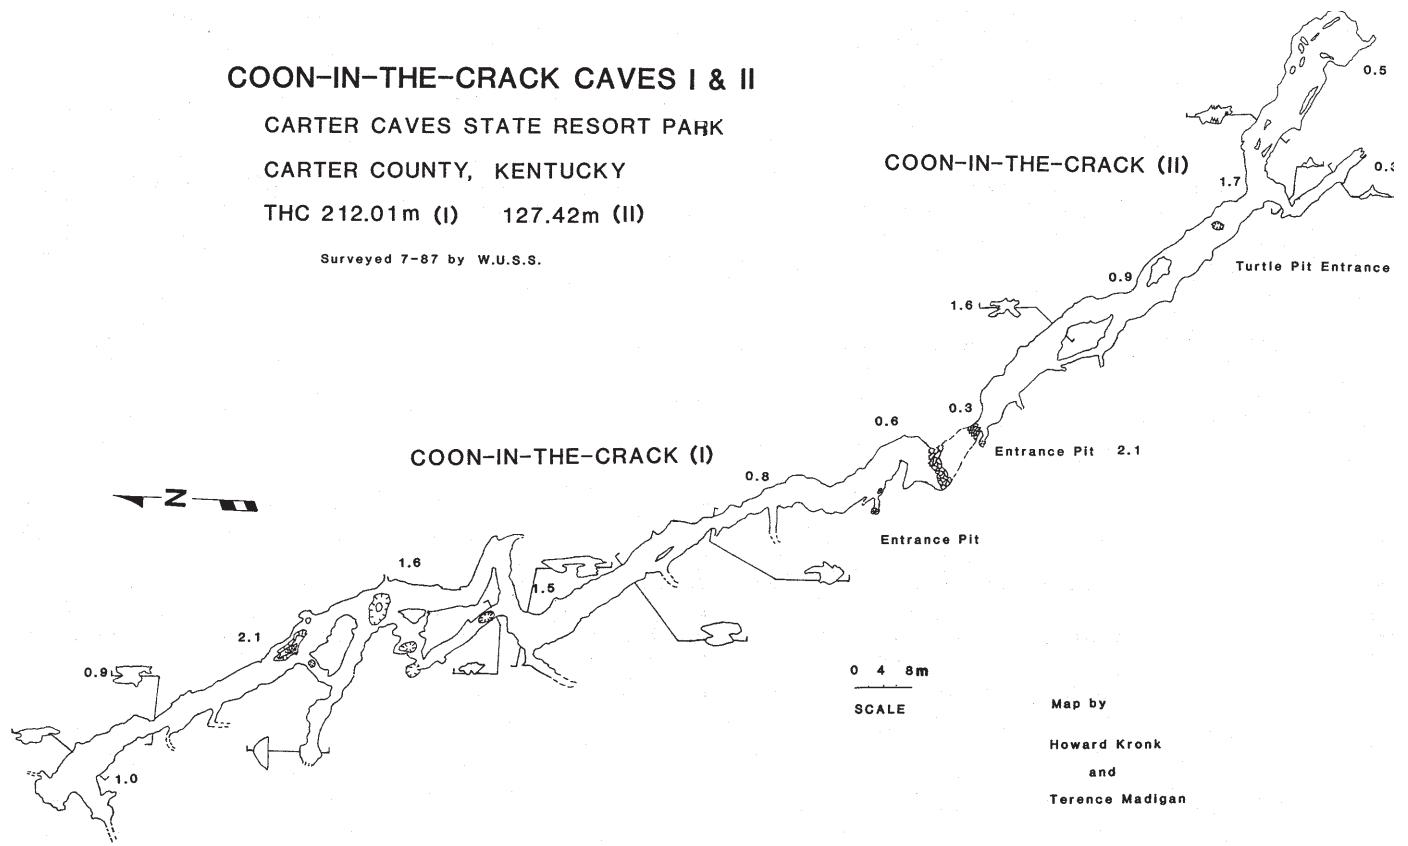 COON-IN-THE-CRACK CAVES I & II
CARTER CAVES STATE RESORT PARK
CARTER COUNTY, KENTUCKY
THC 212.01m (I) 127.42m (II)
Surveyed 7-87 by W.U.S.S.
0.5
COON-IN-THE-CRACK (II)
1.7
Turtle Pit Entrance
0.9
1.6
0.3
0.6
Entrance Pit 2.1
COON-IN-THE-CRACK (I)
0.8
N
Entrance Pit
1.6
1.5
2.1
0.9
1.0
0 4 8m
SCALE
Map by
Howard Kronk
and
Terence Madigan